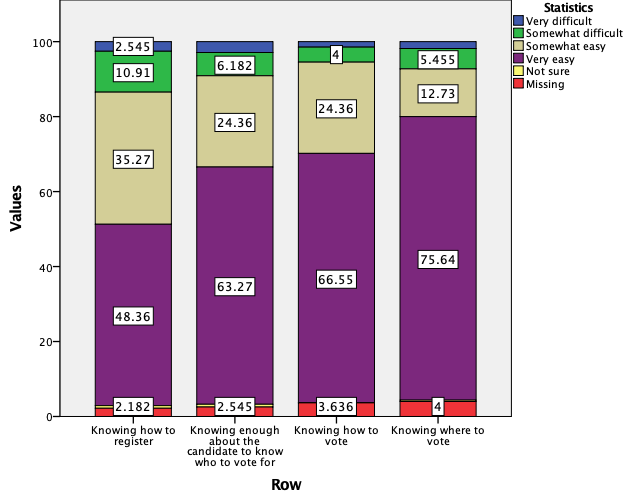 Statistics
Very difficult
Somewhat difficult
Somewhat easy
Very easy
Not sure
Missing
Values
100
80
60
40
20
0
2.545
10.91
35.27
48.36
2.182
6.182
24.36
63.27
2.545
4
24.36
66.55
3.636
5.455
12.73
75.64
4
Knowing how to
register
Knowing enough
about the
candidate to know
who to vote for
Knowing how to
vote
Knowing where to
vote
Row